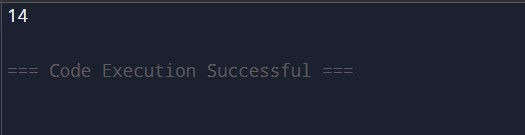 14
=== Code Execution Successful ===